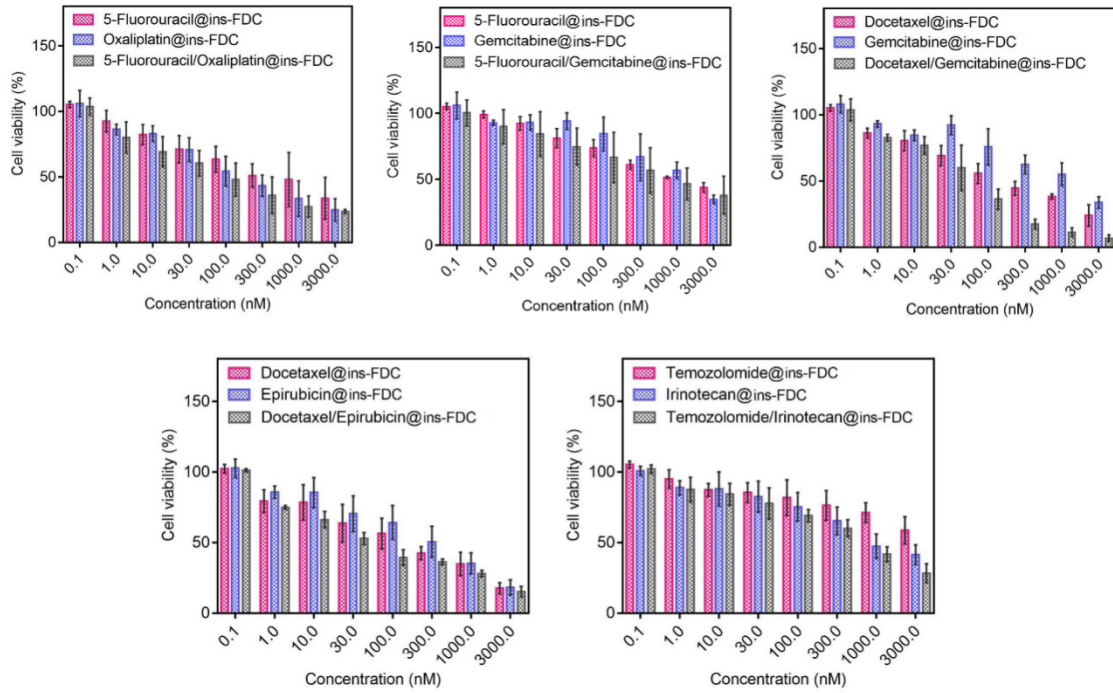 5-Fluorouracil@ins-FDC
Oxaliplatin@ins-FDC
5-Fluorouracil/Oxaliplatin@ins-FDC
Cell viability (%)
150
100
50
0
0.1
1.0
10.0
30.0
100.0
300.0
1000.0
3000.0
Concentration (nM)
5-Fluorouracil@ins-FDC
Gemcitabine@ins-FDC
5-Fluorouracil/Gemcitabine@ins-FDC
Cell viability (%)
150
100
50
0
0.1
1.0
10.0
30.0
100.0
300.0
1000.0
3000.0
Concentration (nM)
Docetaxel@ins-FDC
Gemcitabine@ins-FDC
Docetaxel/Gemcitabine@ins-FDC
Cell viability (%)
150
100
50
0
0.1
1.0
10.0
30.0
100.0
300.0
1000.0
3000.0
Concentration (nM)
Docetaxel@ins-FDC
Epirubicin@ins-FDC
Docetaxel/Epirubicin@ins-FDC
Cell viability (%)
150
100
50
0
0.1
1.0
10.0
30.0
100.0
300.0
1000.0
3000.0
Concentration (nM)
Temozolomide@ins-FDC
Irinotecan@ins-FDC
Temozolomide/Irinotecan@ins-FDC
Cell viability (%)
150
100
50
0
0.1
1.0
10.0
30.0
100.0
300.0
1000.0
3000.0
Concentration (nM)